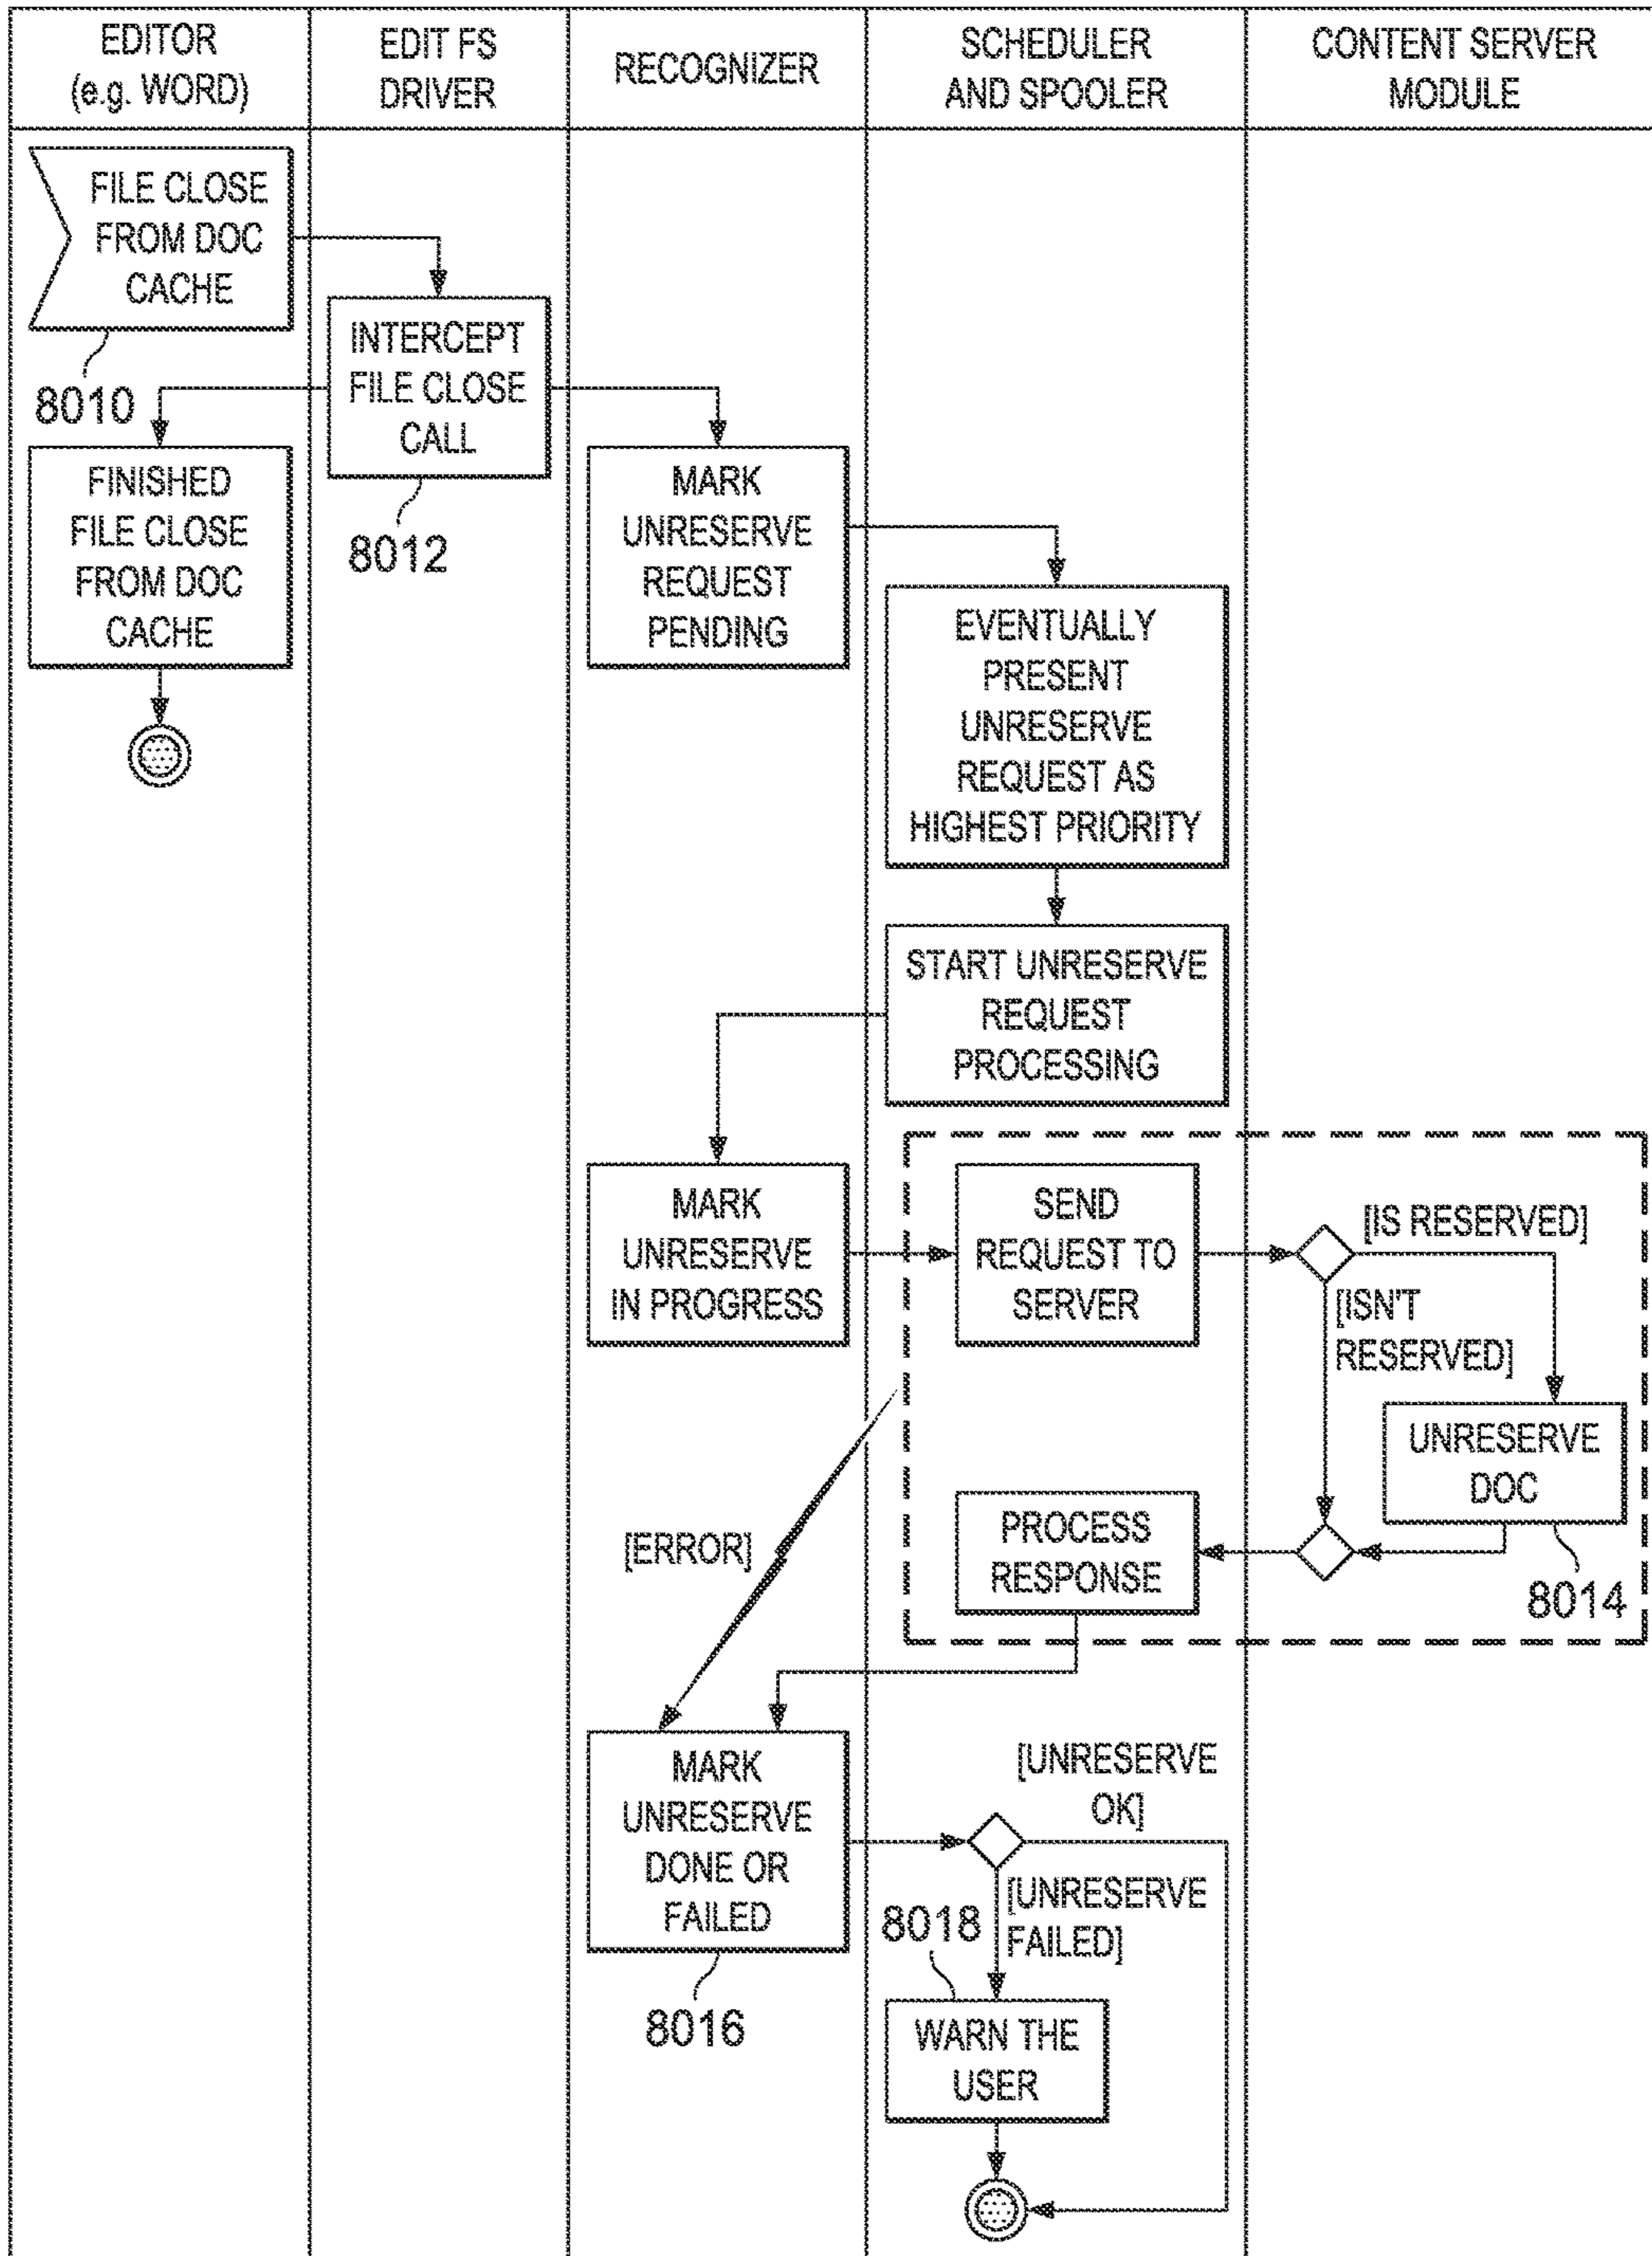 EDITOR
(e.g. WORD)
EDIT FS
DRIVER
RECOGNIZER
SCHEDULER
AND SPOOLER
CONTENT SERVER
MODULE
FILE CLOSE
FROM DOC
CACHE
8010
INTERCEPT
FILE CLOSE
CALL
8012
FINISHED
FILE CLOSE
FROM DOC
CACHE
MARK
UNRESERVE
REQUEST
PENDING
EVENTUALLY
PRESENT
UNRESERVE
REQUEST AS
HIGHEST PRIORITY
START UNRESERVE
REQUEST
PROCESSING
MARK
UNRESERVE
IN PROGRESS
SEND
REQUEST TO
SERVER
[IS RESERVED]
[ISN'T
RESERVED]
UNRESERVE
DOC
8014
PROCESS
RESPONSE
[ERROR]
MARK
UNRESERVE
DONE OR
FAILED
8016
[UNRESERVE
OK]
[UNRESERVE
FAILED]
8018
WARN THE
USER